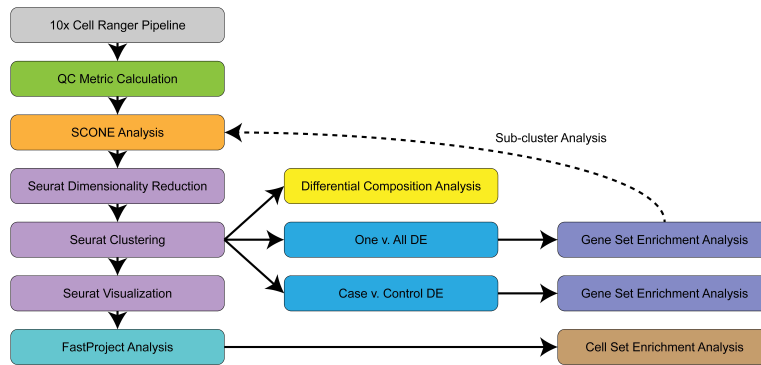 10x Cell Ranger Pipeline
QC Metric Calculation
SCONE Analysis
Sub-cluster Analysis
Seurat Dimensionality Reduction
Differential Composition Analysis
Seurat Clustering
One v. All DE
Gene Set Enrichment Analysis
Seurat Visualization
Case v. Control DE
Gene Set Enrichment Analysis
FastProject Analysis
Cell Set Enrichment Analysis